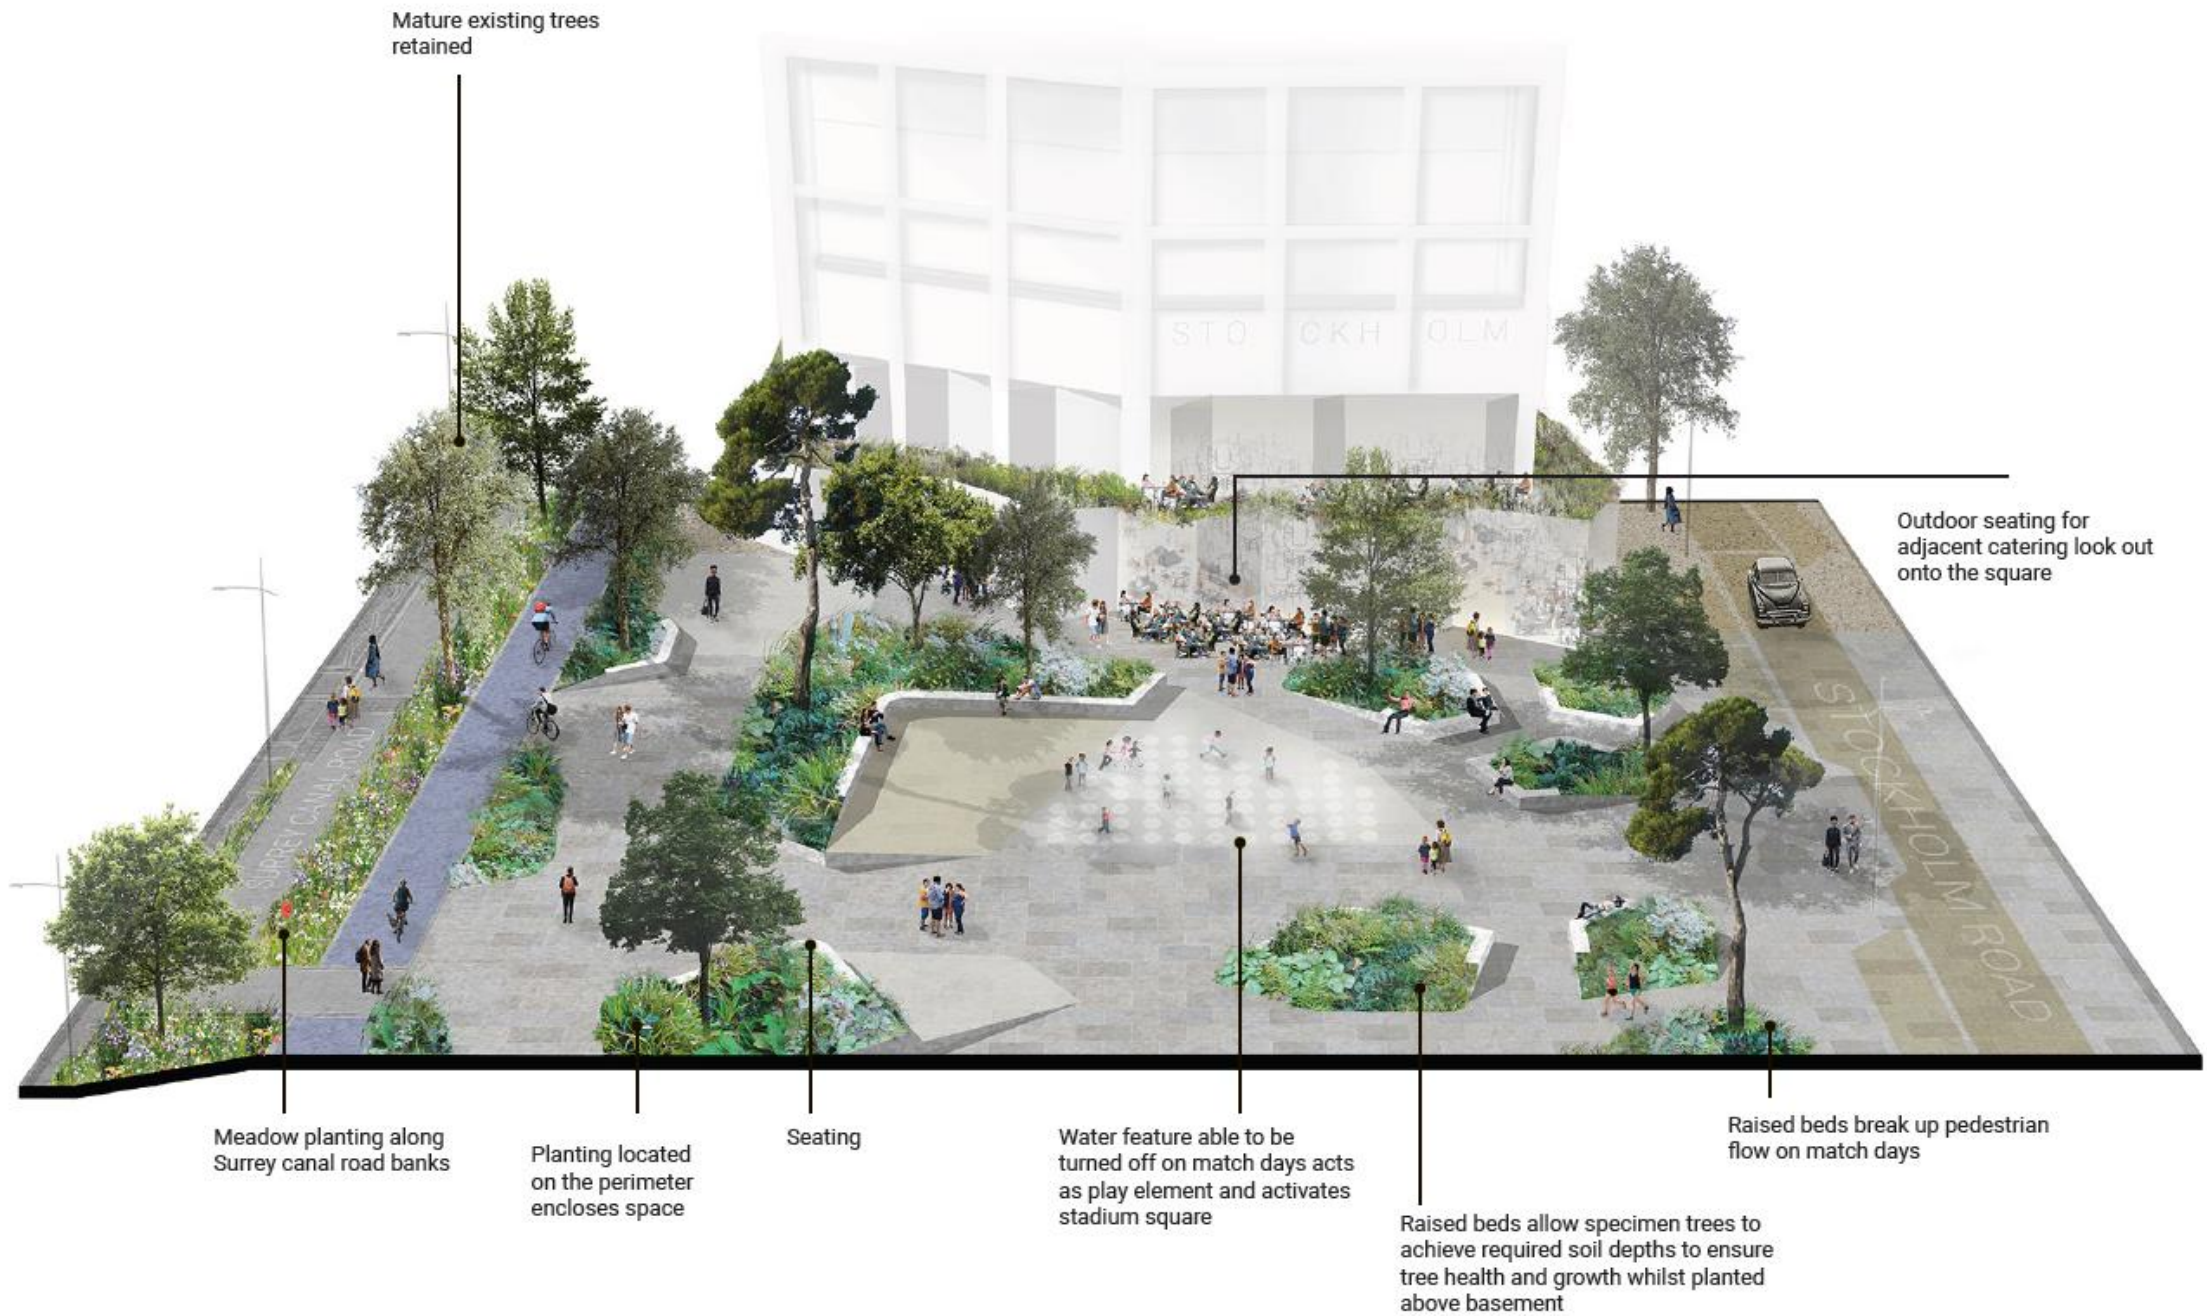 Mature existing trees
retained
STOCKHOLM
Outdoor seating for
adjacent catering look out
onto the square
SURREY CANAL ROAD
STOCKHOLM ROAD
Meadow planting along
Surrey canal road banks
Planting located
on the perimeter
encloses space
Seating
Water feature able to be
turned off on match days acts
as play element and activates
stadium square
Raised beds allow specimen trees to
achieve required soil depths to ensure
tree health and growth whilst planted
above basement
Raised beds break up pedestrian
flow on match days